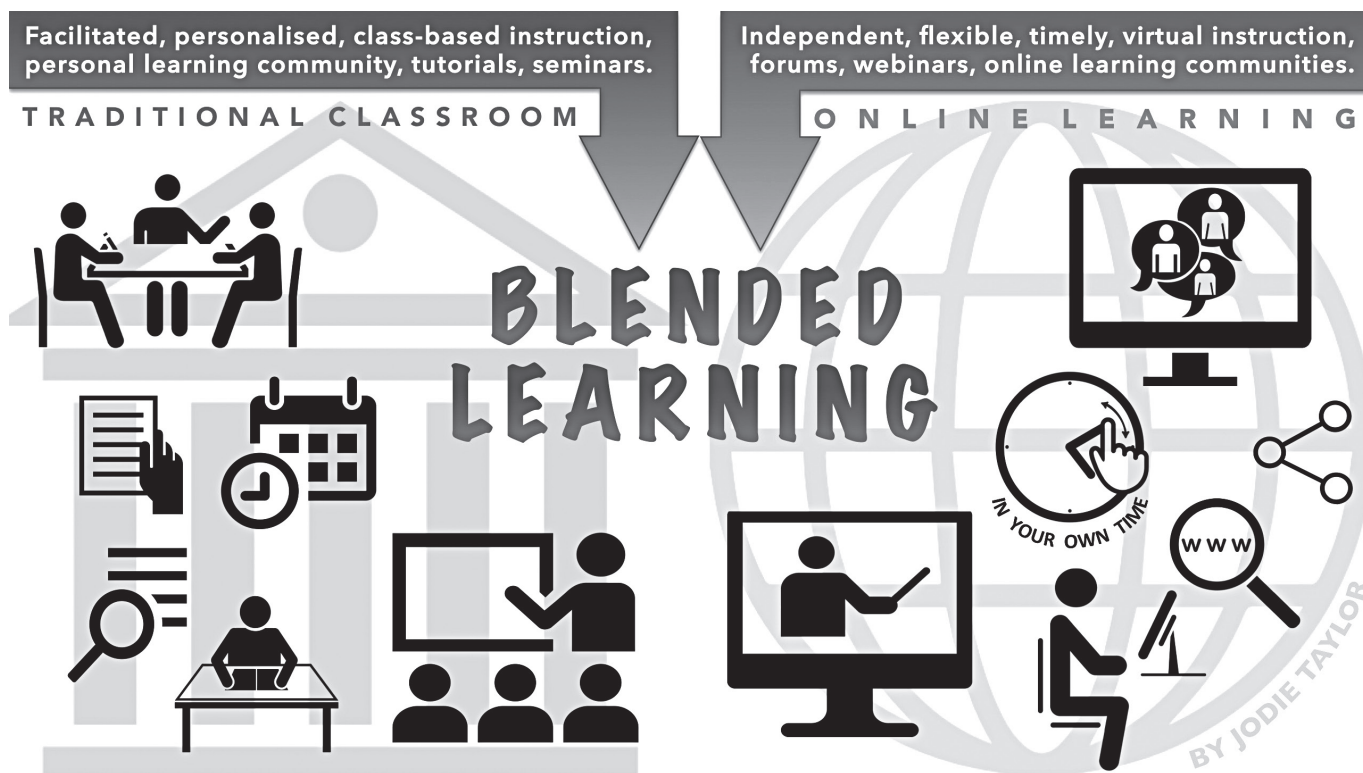 Facilitated, personalised, class-based instruction,
personal learning community, tutorials, seminars.
TRADITIONAL CLASSROOM
Independent, flexible, timely, virtual instruction,
forums, webinars, online learning communities.
ONLINE LEARNING
BLENDED
LEARNING
IN YOUR OWN TIME
WWW
BY JODIE TAYLOR